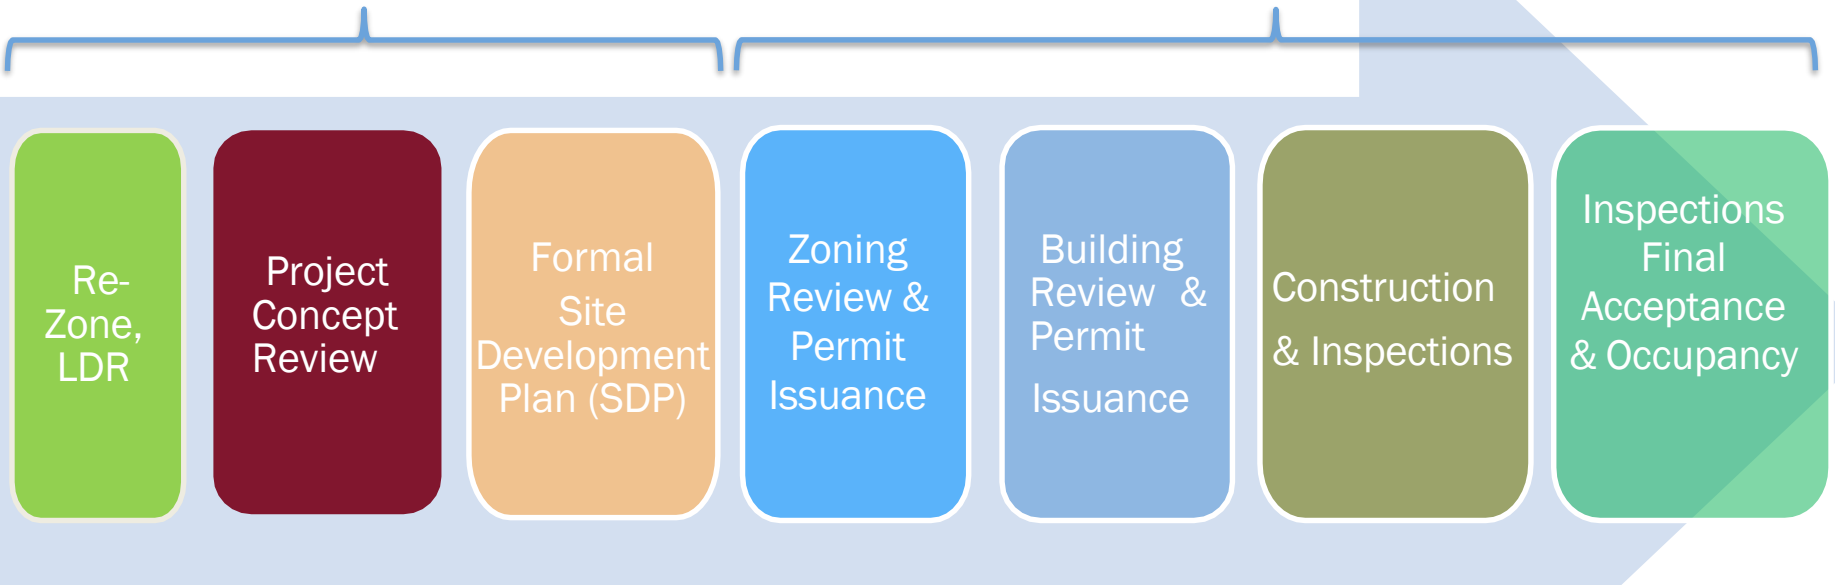 Re-
Zone,
LDR
Project
Concept
Review
Formal
Site
Development
Plan (SDP)
Zoning
Review &
Permit
Issuance
Building
Review &
Permit
Issuance
Construction
& Inspections
Inspections
Final
Acceptance
& Occupancy